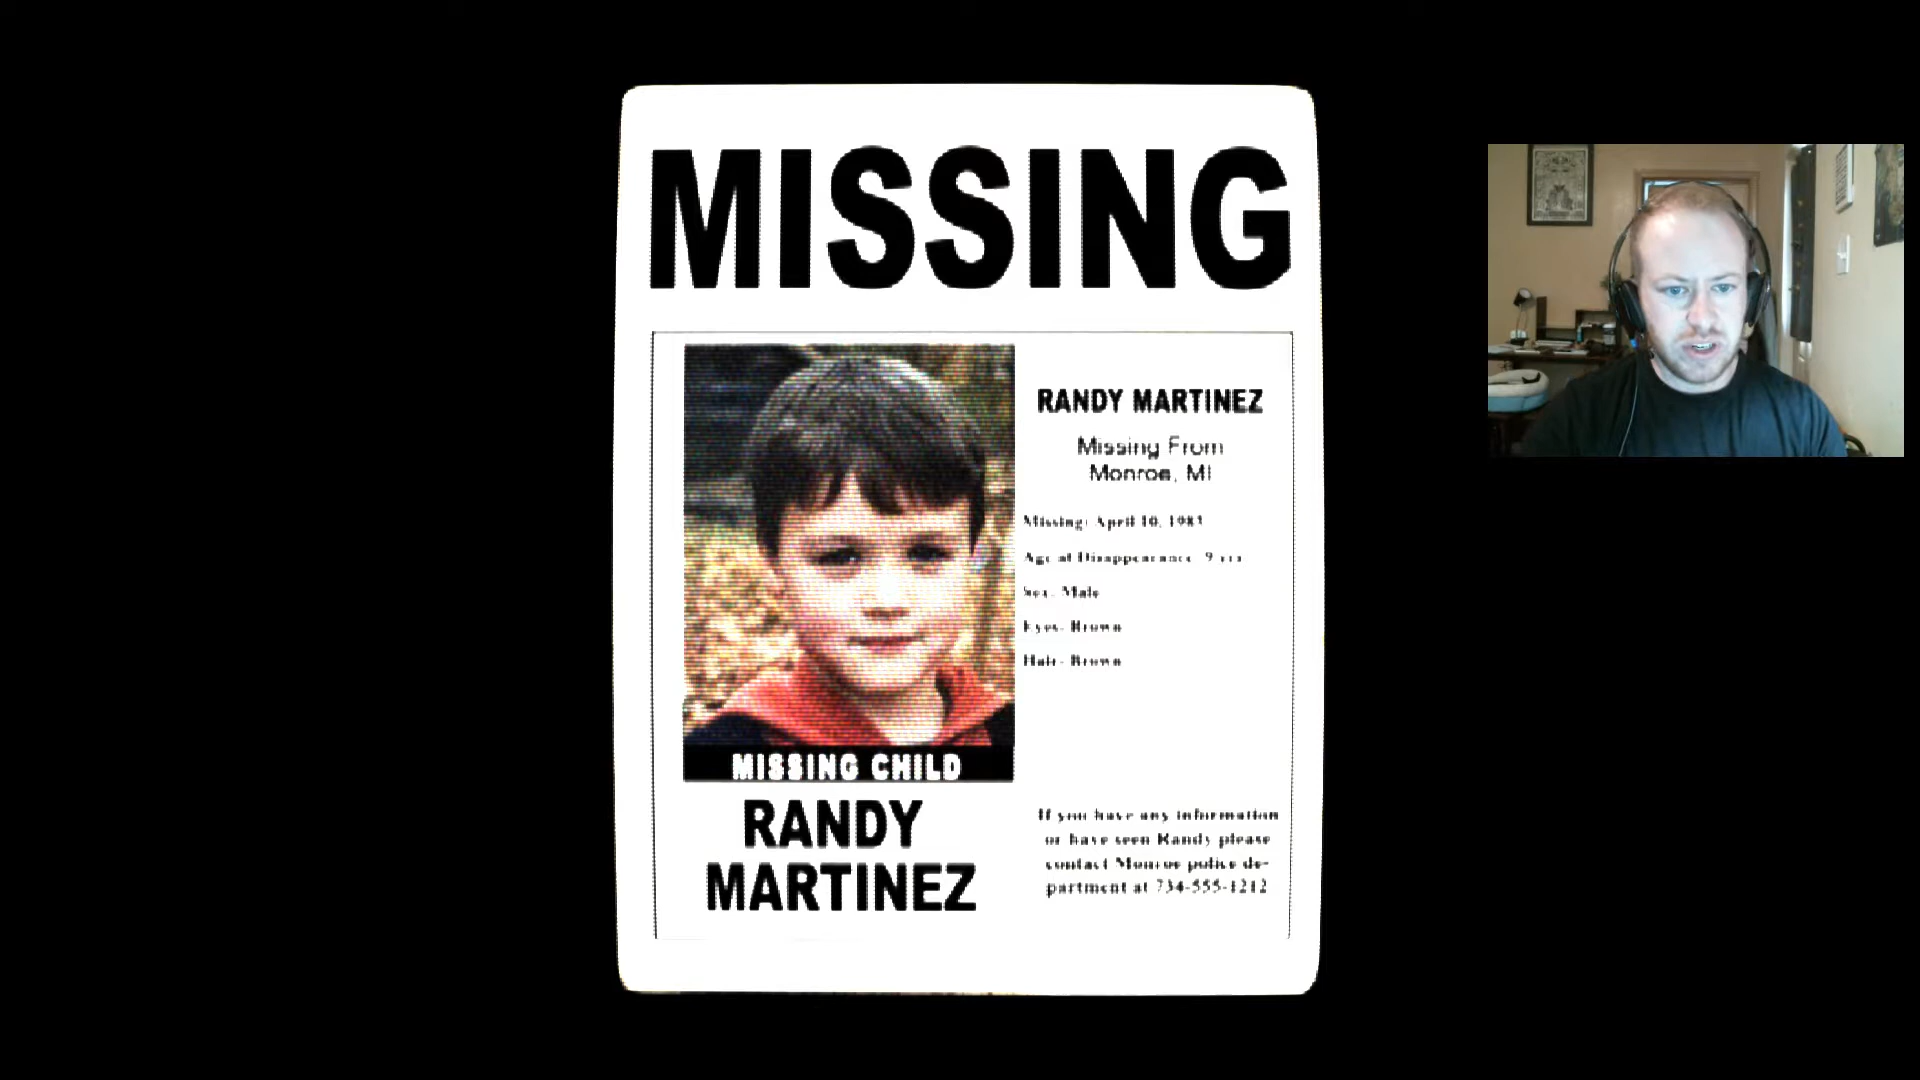 MISSING
RANDY MARTINEZ
Missing From
Monroe, MI
Missing: April 10, 1983
Age at Disappearance: 9 yrs
Sex: Male
Eyes: Brown
Hair: Brown
MISSING CHILD
RANDY
MARTINEZ
If you have any information
or have seen Randy please
contact Monroe police de-
partment at 734-555-1212